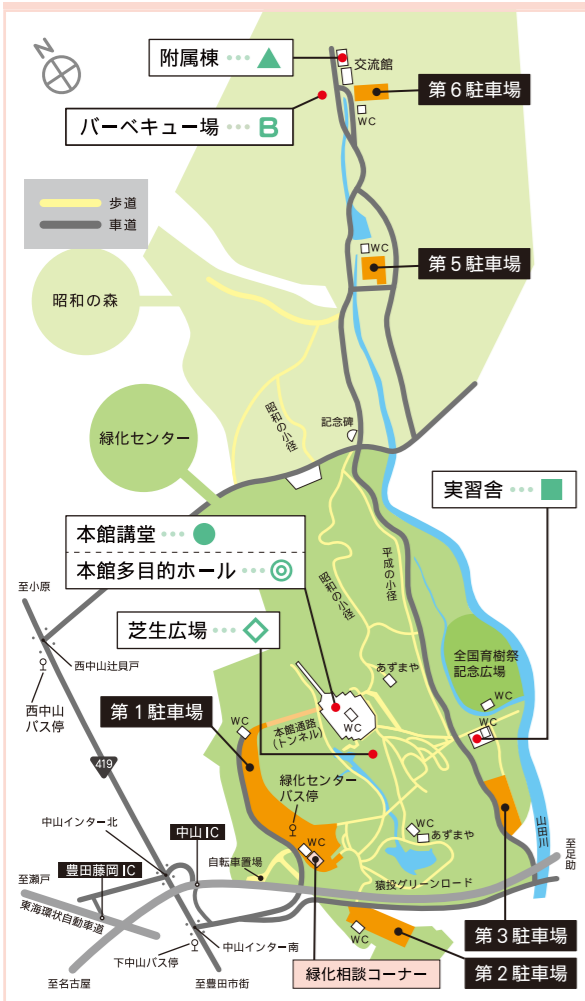 N
附属棟
交流館
第6駐車場
WC
バーベキュー場
B
歩道
車道
WC
第5駐車場
昭和の森
昭和の小径
記念碑
緑化センター
実習舎
本館講堂
本館多目的ホール
昭和の小径
平成の小径
至小原
芝生広場
西中山辻貝戸
西中山
バス停
あずまや
全国育樹祭
記念広場
WC
第1駐車場
WC
本館通路
(トンネル)
WC
WC
419
緑化センター
バス停
中山インター北
中山IC
WC
あずまや
山田川
至足助
豊田藤岡IC
自転車置場
WC
至瀬戸
猿投グリーンロード
東海環状自動車道
中山インター南
WC
第3駐車場
下中山バス停
緑化相談コーナー
第2駐車場
至名古屋
至豊田市街